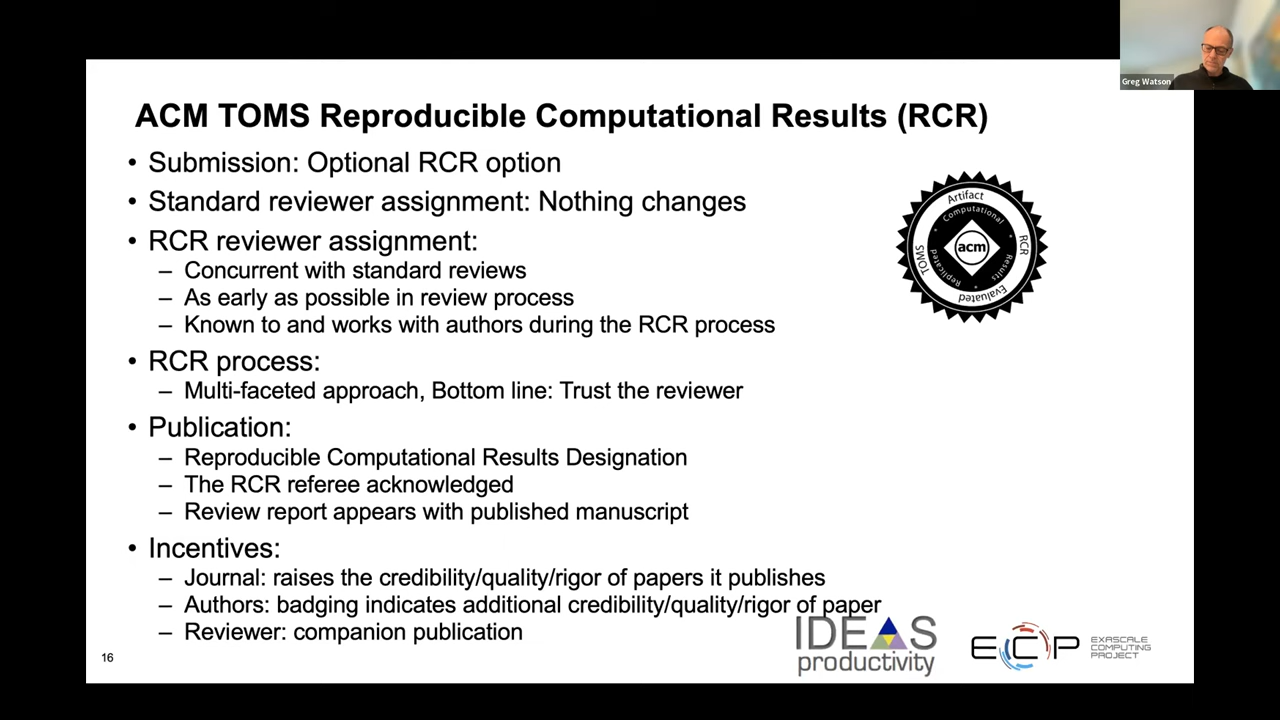 Greg Watson
ACM TOMS Reproducible Computational Results (RCR)
• Submission: Optional RCR option
• Standard reviewer assignment: Nothing changes
• RCR reviewer assignment:
– Concurrent with standard reviews
– As early as possible in review process
– Known to and works with authors during the RCR process
• RCR process:
– Multi-faceted approach, Bottom line: Trust the reviewer
• Publication:
– Reproducible Computational Results Designation
– The RCR referee acknowledged
– Review report appears with published manuscript
• Incentives:
– Journal: raises the credibility/quality/rigor of papers it publishes
– Authors: badging indicates additional credibility/quality/rigor of paper
– Reviewer: companion publication
Artifact
RCR
Evaluated
TOMS
Computational
Results
Replicated
acm
16
IDEAS
productivity
ECP
EXASCALE
COMPUTING
PROJECT